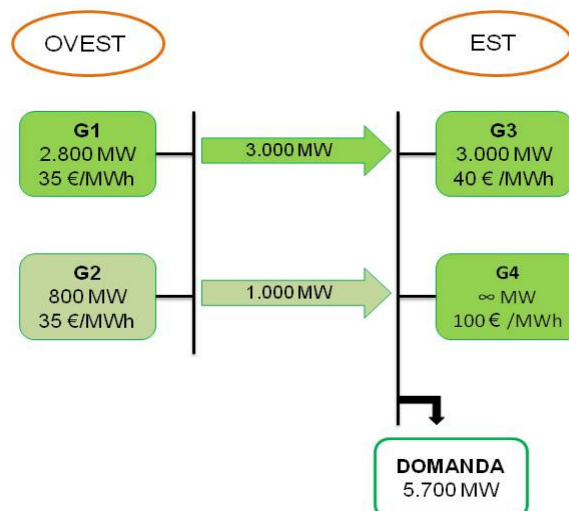 OVEST
EST
G1
2.800 MW
35 €/MWh
3.000 MW
G3
3.000 MW
40 €/MWh
G2
800 MW
35 €/MWh
1.000 MW
G4
∞ MW
100 € /MWh
DOMANDA
5.700 MW